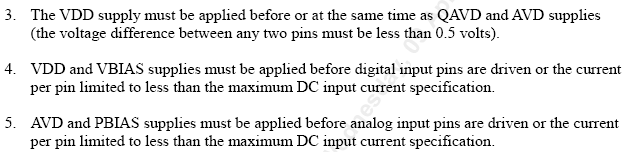 3. The VDD supply must be applied before or at the same time as QAVD and AVD supplies
(the voltage difference between any two pins must be less than 0.5 volts).
4. VDD and VBIAS supplies must be applied before digital input pins are driven or the current
per pin limited to less than the maximum DC input current specification.
5. AVD and PBIAS supplies must be applied before analog input pins are driven or the current
per pin limited to less than the maximum DC input current specification.